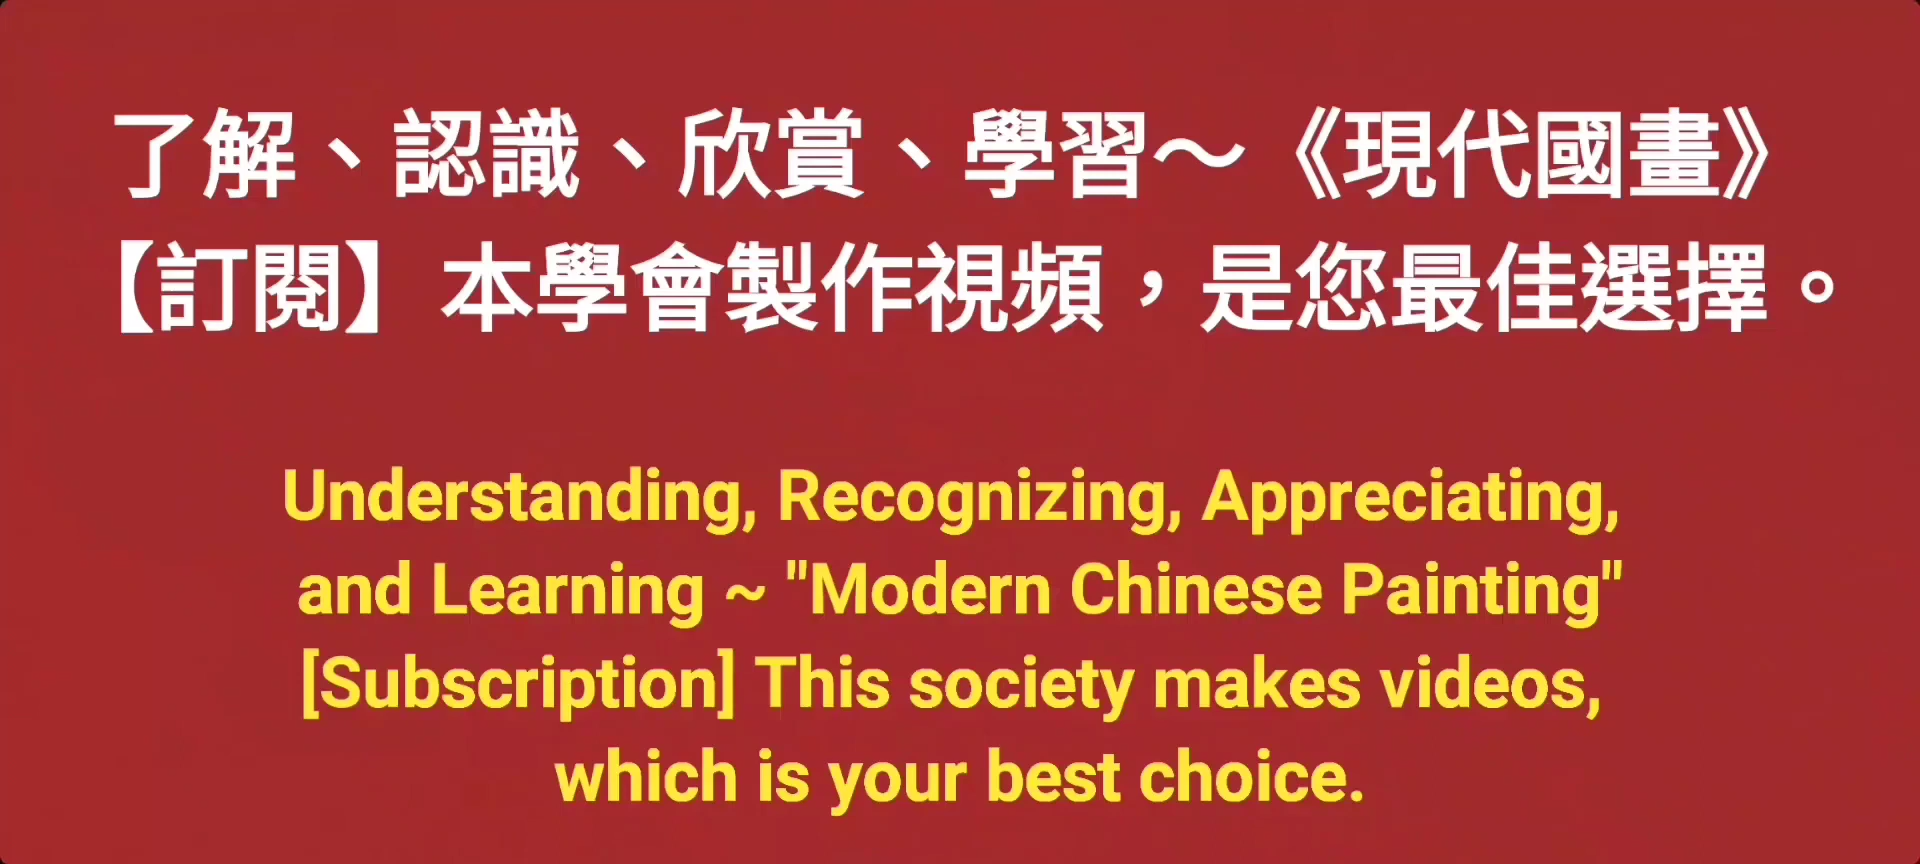 了解、認識、欣賞、學習～《現代國畫》
【訂閱】本學會製作視頻，是您最佳選擇。
Understanding, Recognizing, Appreciating,
and Learning ~ "Modern Chinese Painting"
[Subscription] This society makes videos,
which is your best choice.